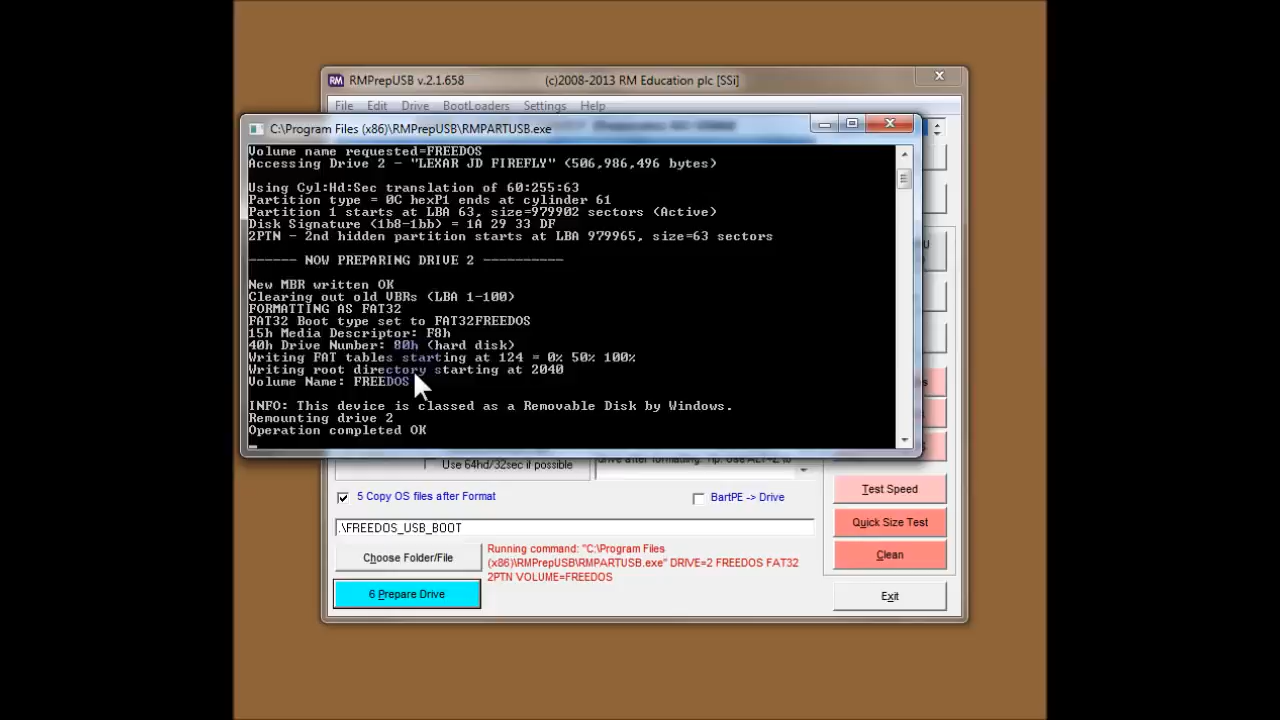 RMPrepUSB v.2.1.658 (c)2008-2013 RM Education plc [SSi]
File Edit Drive BootLoaders Settings Help
C:\Program Files (x86)\RMPrepUSB\RMPARTUSB.exe
Volume name requested=FREEDOS
Accessing Drive 2 - "LEXAR JD FIREFLY" (506,986,496 bytes)
Using Cyl:Hd:Sec translation of 60:255:63
Partition type = 0C hexP1 ends at cylinder 61
Partition 1 starts at LBA 63, size=979902 sectors (Active)
Disk Signature (1b8-1bb) = 1A 29 33 DF
2PTN - 2nd hidden partition starts at LBA 979965, size=63 sectors
------ NOW PREPARING DRIVE 2 ----------
New MBR written OK
Clearing out old VBRs (LBA 1-100)
FORMATTING AS FAT32
FAT32 Boot type set to FAT32FREEDOS
15h Media Descriptor: F8h
40h Drive Number: 80h (hard disk)
Writing FAT tables starting at 124 = 0% 50% 100%
Writing root directory starting at 2040
Volume Name: FREEDOS
INFO: This device is classed as a Removable Disk by Windows.
Remounting drive 2
Operation completed OK
Use 64hd/32sec if possible
5 Copy OS files after Format
BartPE -> Drive
.\FREEDOS_USB_BOOT
Choose Folder/File
6 Prepare Drive
Running command: "C:\Program Files
(x86)\RMPrepUSB\RMPARTUSB.exe" DRIVE=2 FREEDOS FAT32
2PTN VOLUME=FREEDOS
Test Speed
Quick Size Test
Clean
Exit